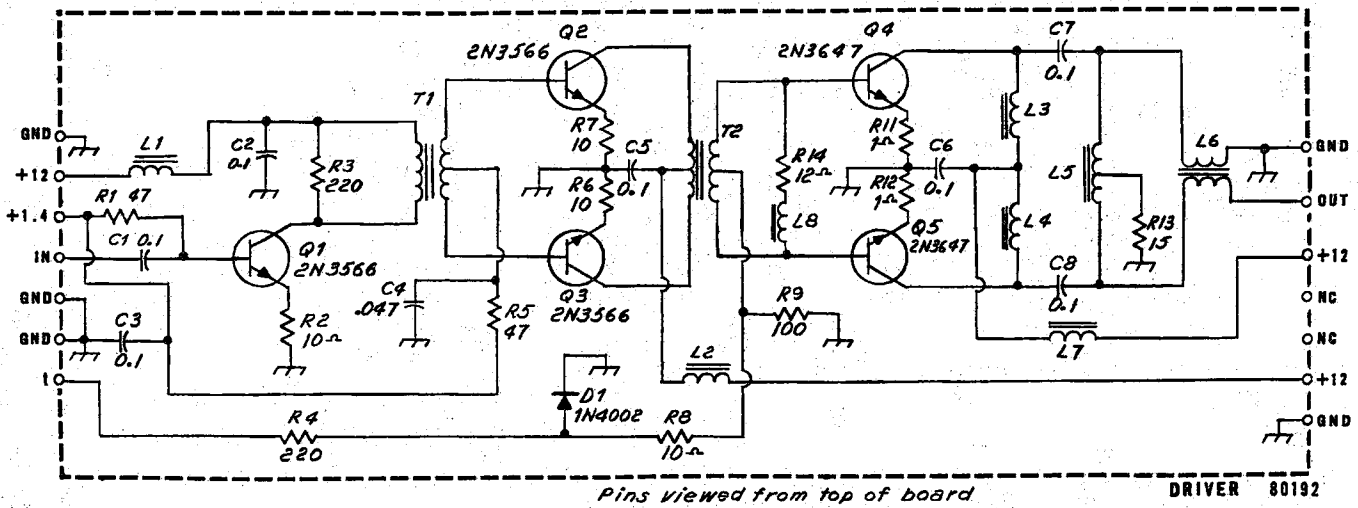 Q2
2N3566
Q4
2N3647
C7
0.1
GND
L1
C2
0.1
T1
R7
10
C5
0.1
T2
R11
1Ω
C6
0.1
L3
L6
GND
+12
R3
220
R14
12Ω
L5
+1.4
R1 47
R6
10
R12
1Ω
L8
L4
R13
15
OUT
C1 0.1
IN
Q1
2N3566
Q5
2N3647
+12
GND
C4
.047
R5
47
Q3
2N3566
R9
100
C8
0.1
NC
C3
0.1
GND
R2
10Ω
L2
L7
NC
t
D1
1N4002
+12
R4
220
R8
10Ω
GND
Pins viewed from top of board
DRIVER 80192